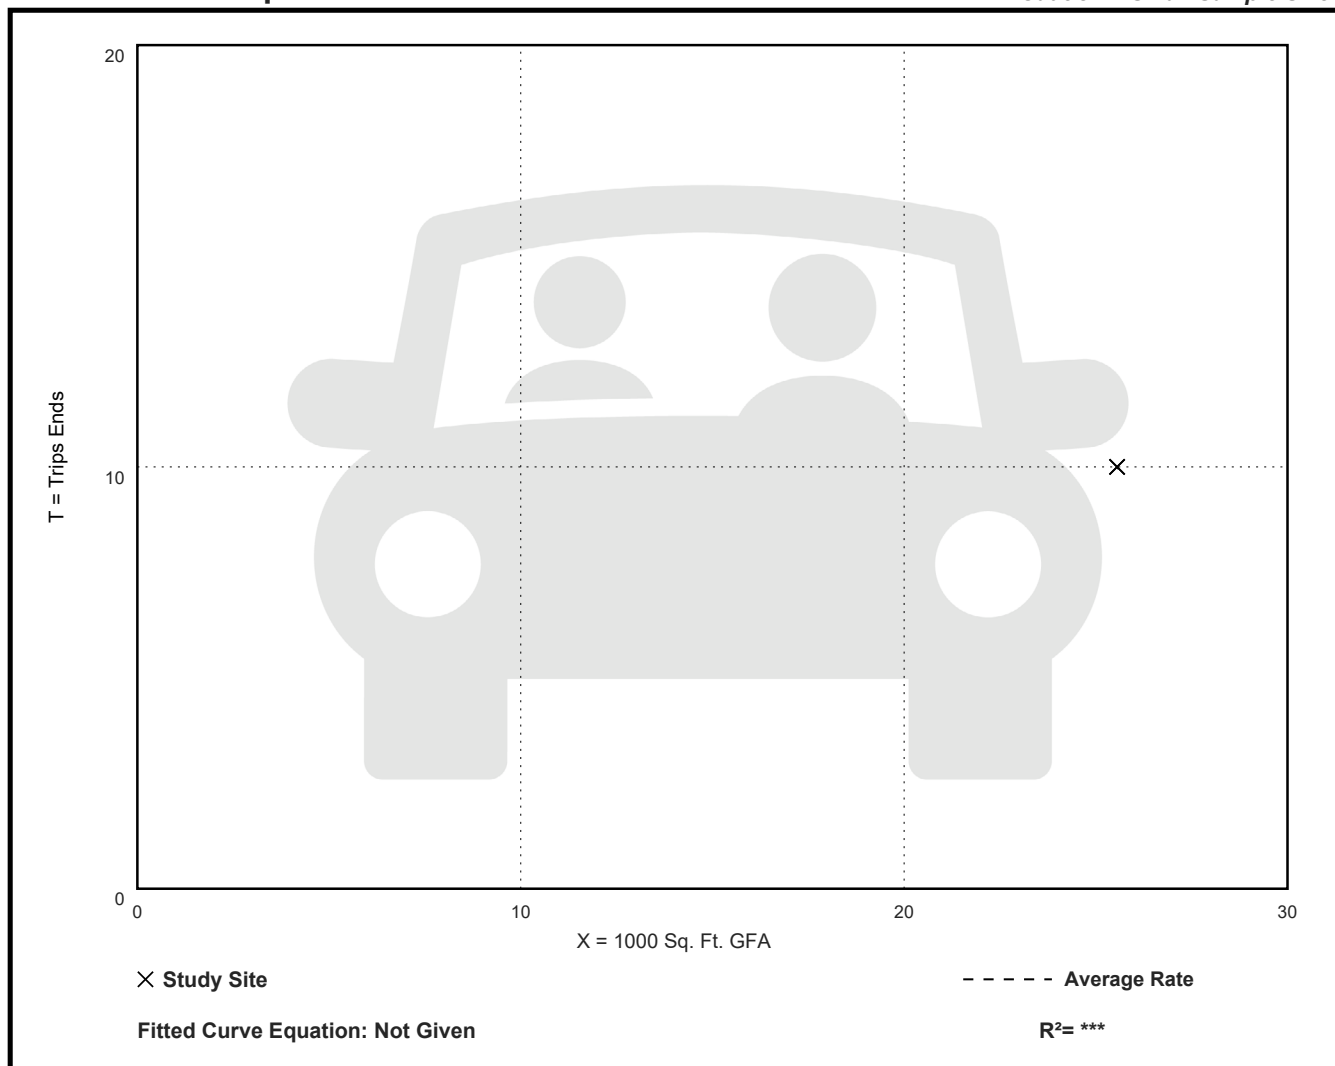 20
T = Trips Ends
10
0
0 10 20 30
X = 1000 Sq. Ft. GFA
Study Site
Average Rate
Fitted Curve Equation: Not Given
R²= ***